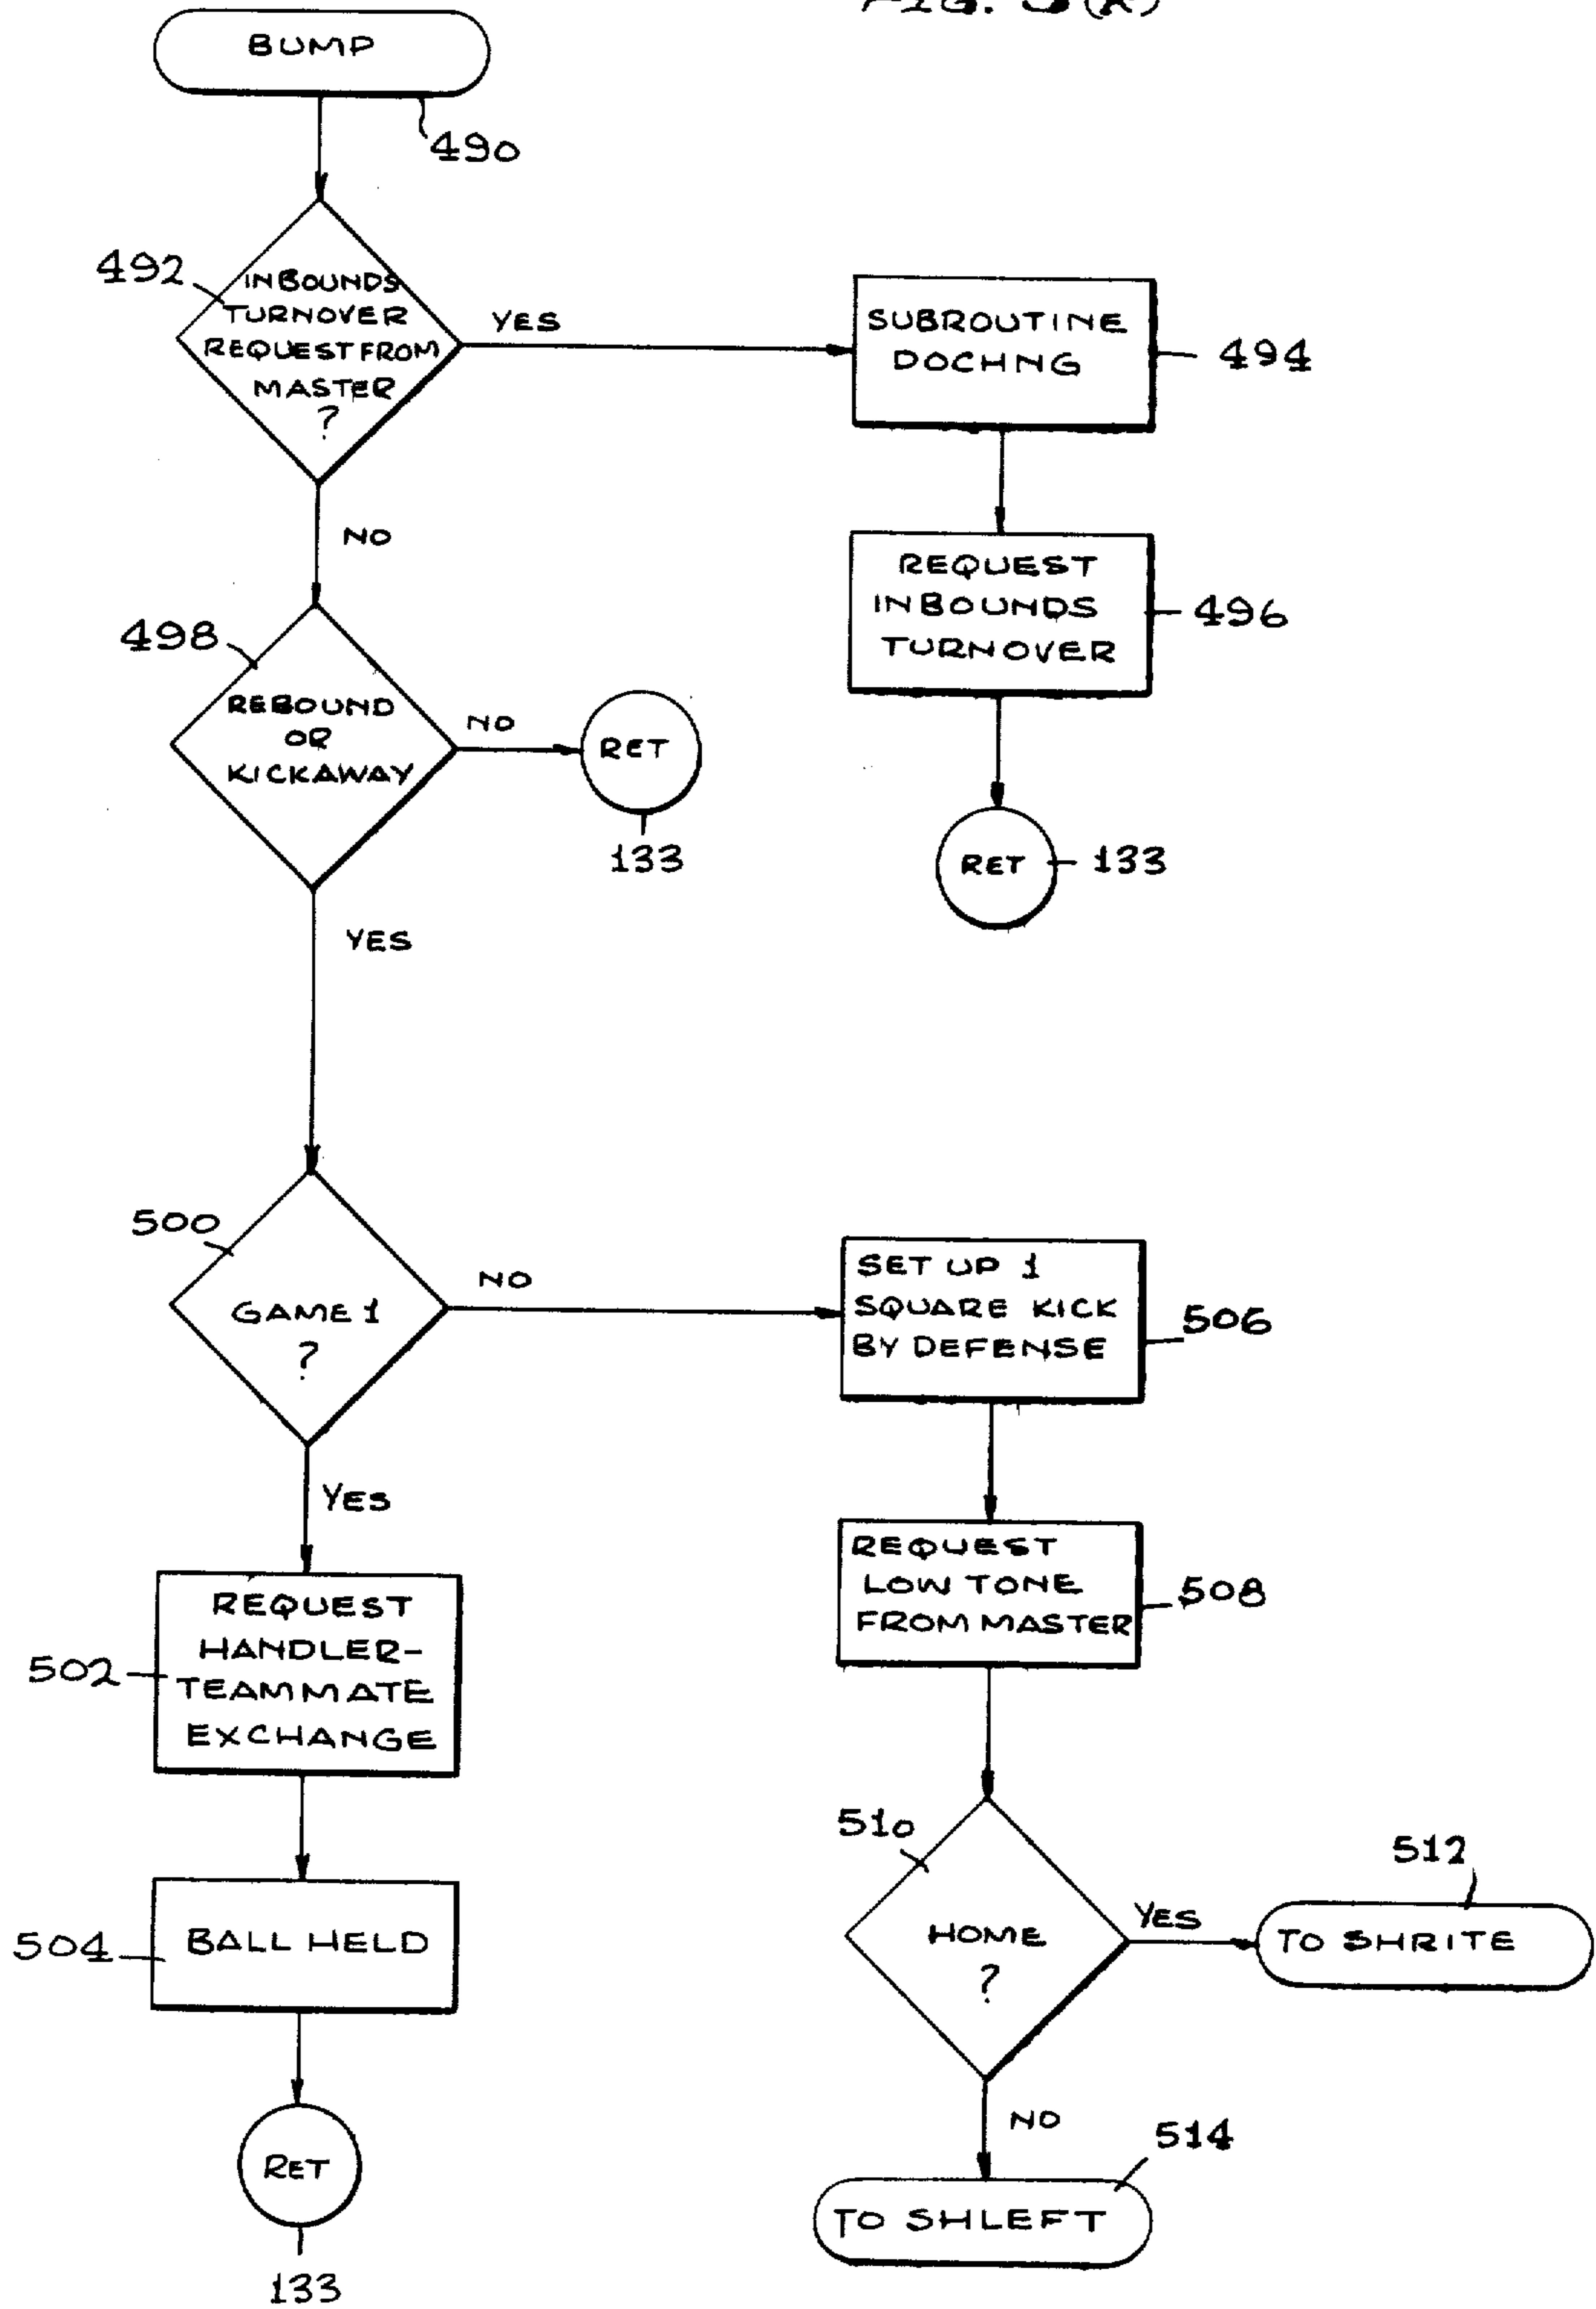 BUMP
490
492
INBOUNDS
TURNOVER
REQUEST FROM
MASTER
?
YES
SUBROUTINE
DOCHNG
494
NO
REQUEST
INBOUNDS
TURNOVER
496
498
REBOUND
OR
KICKAWAY
NO
RET
133
RET
133
YES
500
GAME 1
?
NO
SET UP 1
SQUARE KICK
BY DEFENSE
506
YES
REQUEST
LOW TONE
FROM MASTER
508
REQUEST
HANDLER-
TEAMMATE
EXCHANGE
502
510
HOME
?
YES
512
TO SHRITE
504
BALL HELD
NO
514
TO SHLEFT
RET
133